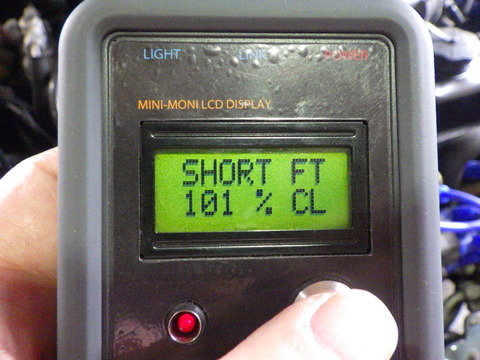 LIGHT LINK POWER
MINI-MONI LCD DISPLAY
SHORT FT
101 % CL